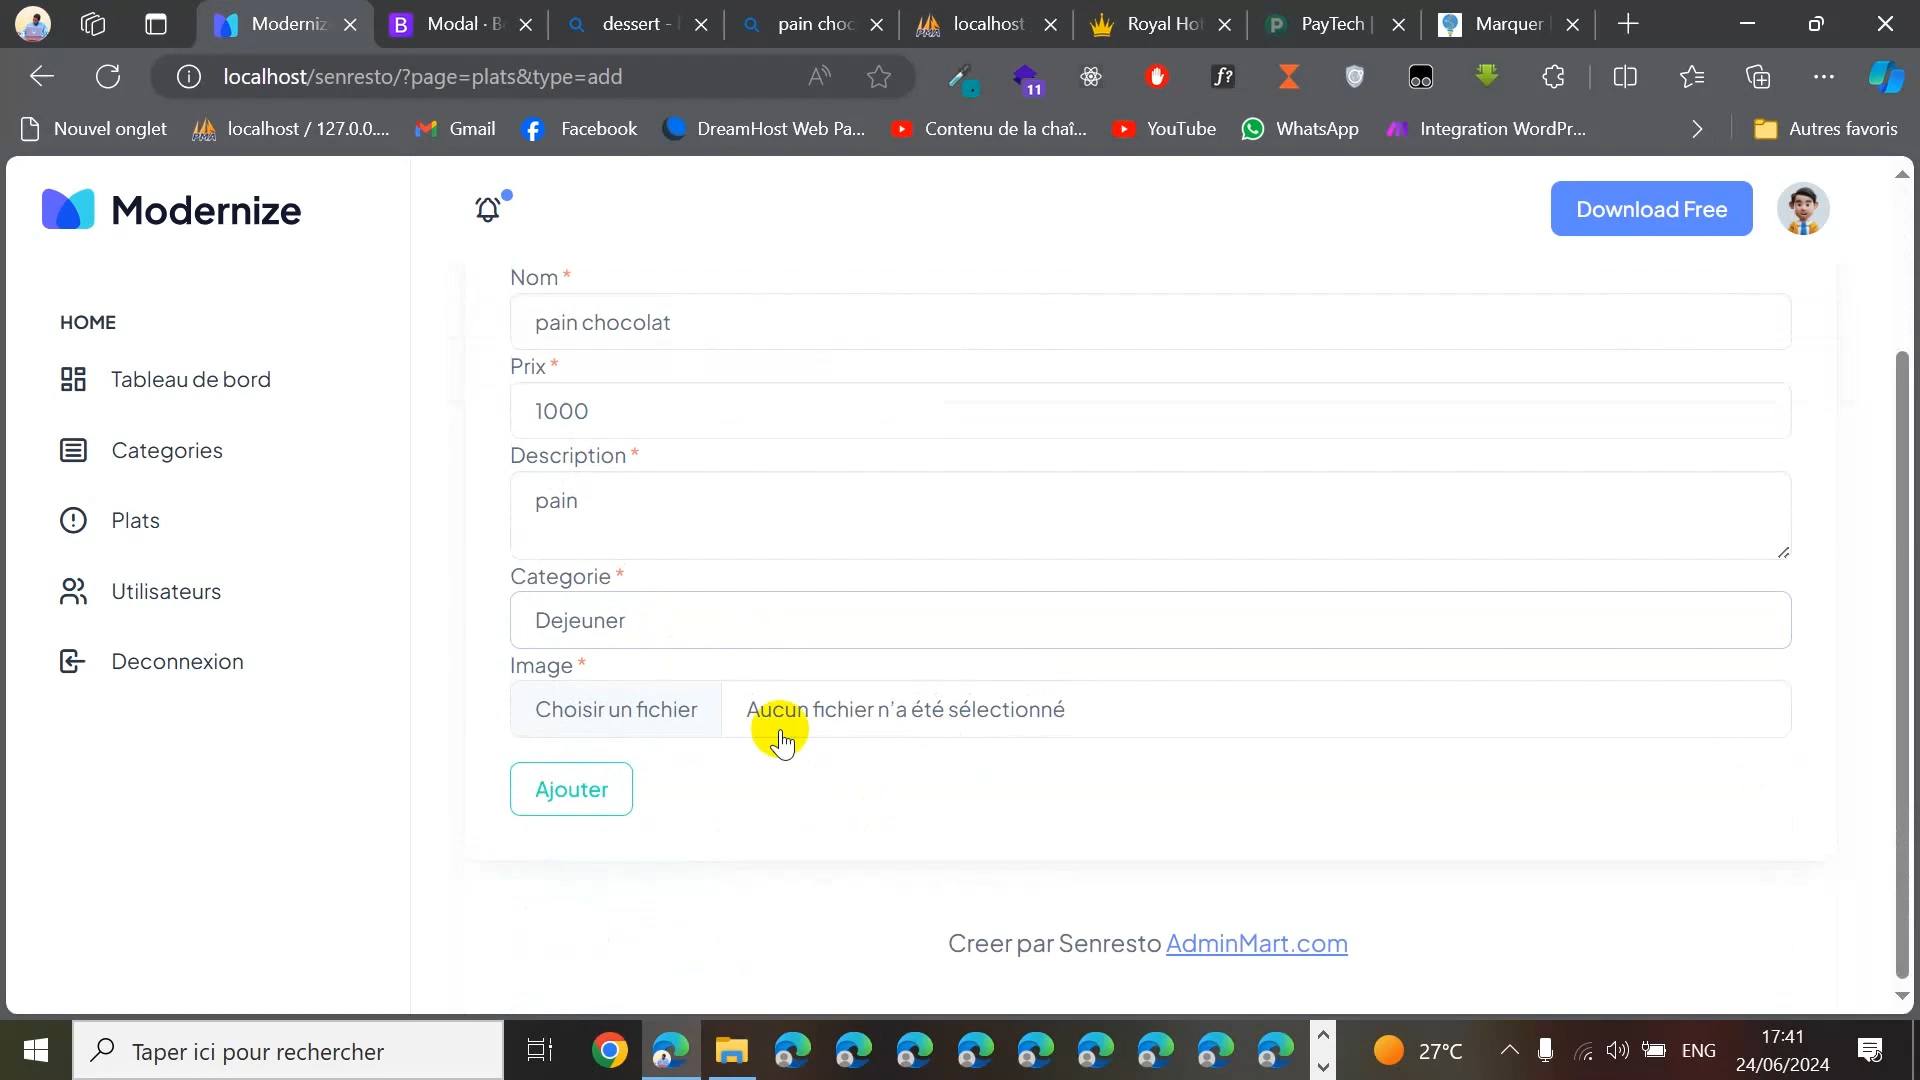 Moderniz
Modal · B
dessert -
pain choc
localhost
Royal Hot
PayTech |
Marquer
localhost/senresto/?page=plats&type=add
11
Nouvel onglet
localhost / 127.0.0....
Gmail
Facebook
DreamHost Web Pa...
Contenu de la chaî...
YouTube
WhatsApp
Integration WordPr...
Autres favoris
Modernize
Download Free
HOME
Tableau de bord
Categories
Plats
Utilisateurs
Deconnexion
Nom *
pain chocolat
Prix *
1000
Description *
pain
Categorie *
Dejeuner
Image *
Choisir un fichier
Aucun fichier n'a été sélectionné
Ajouter
Creer par Senresto AdminMart.com
Taper ici pour rechercher
27°C
ENG
17:41
24/06/2024